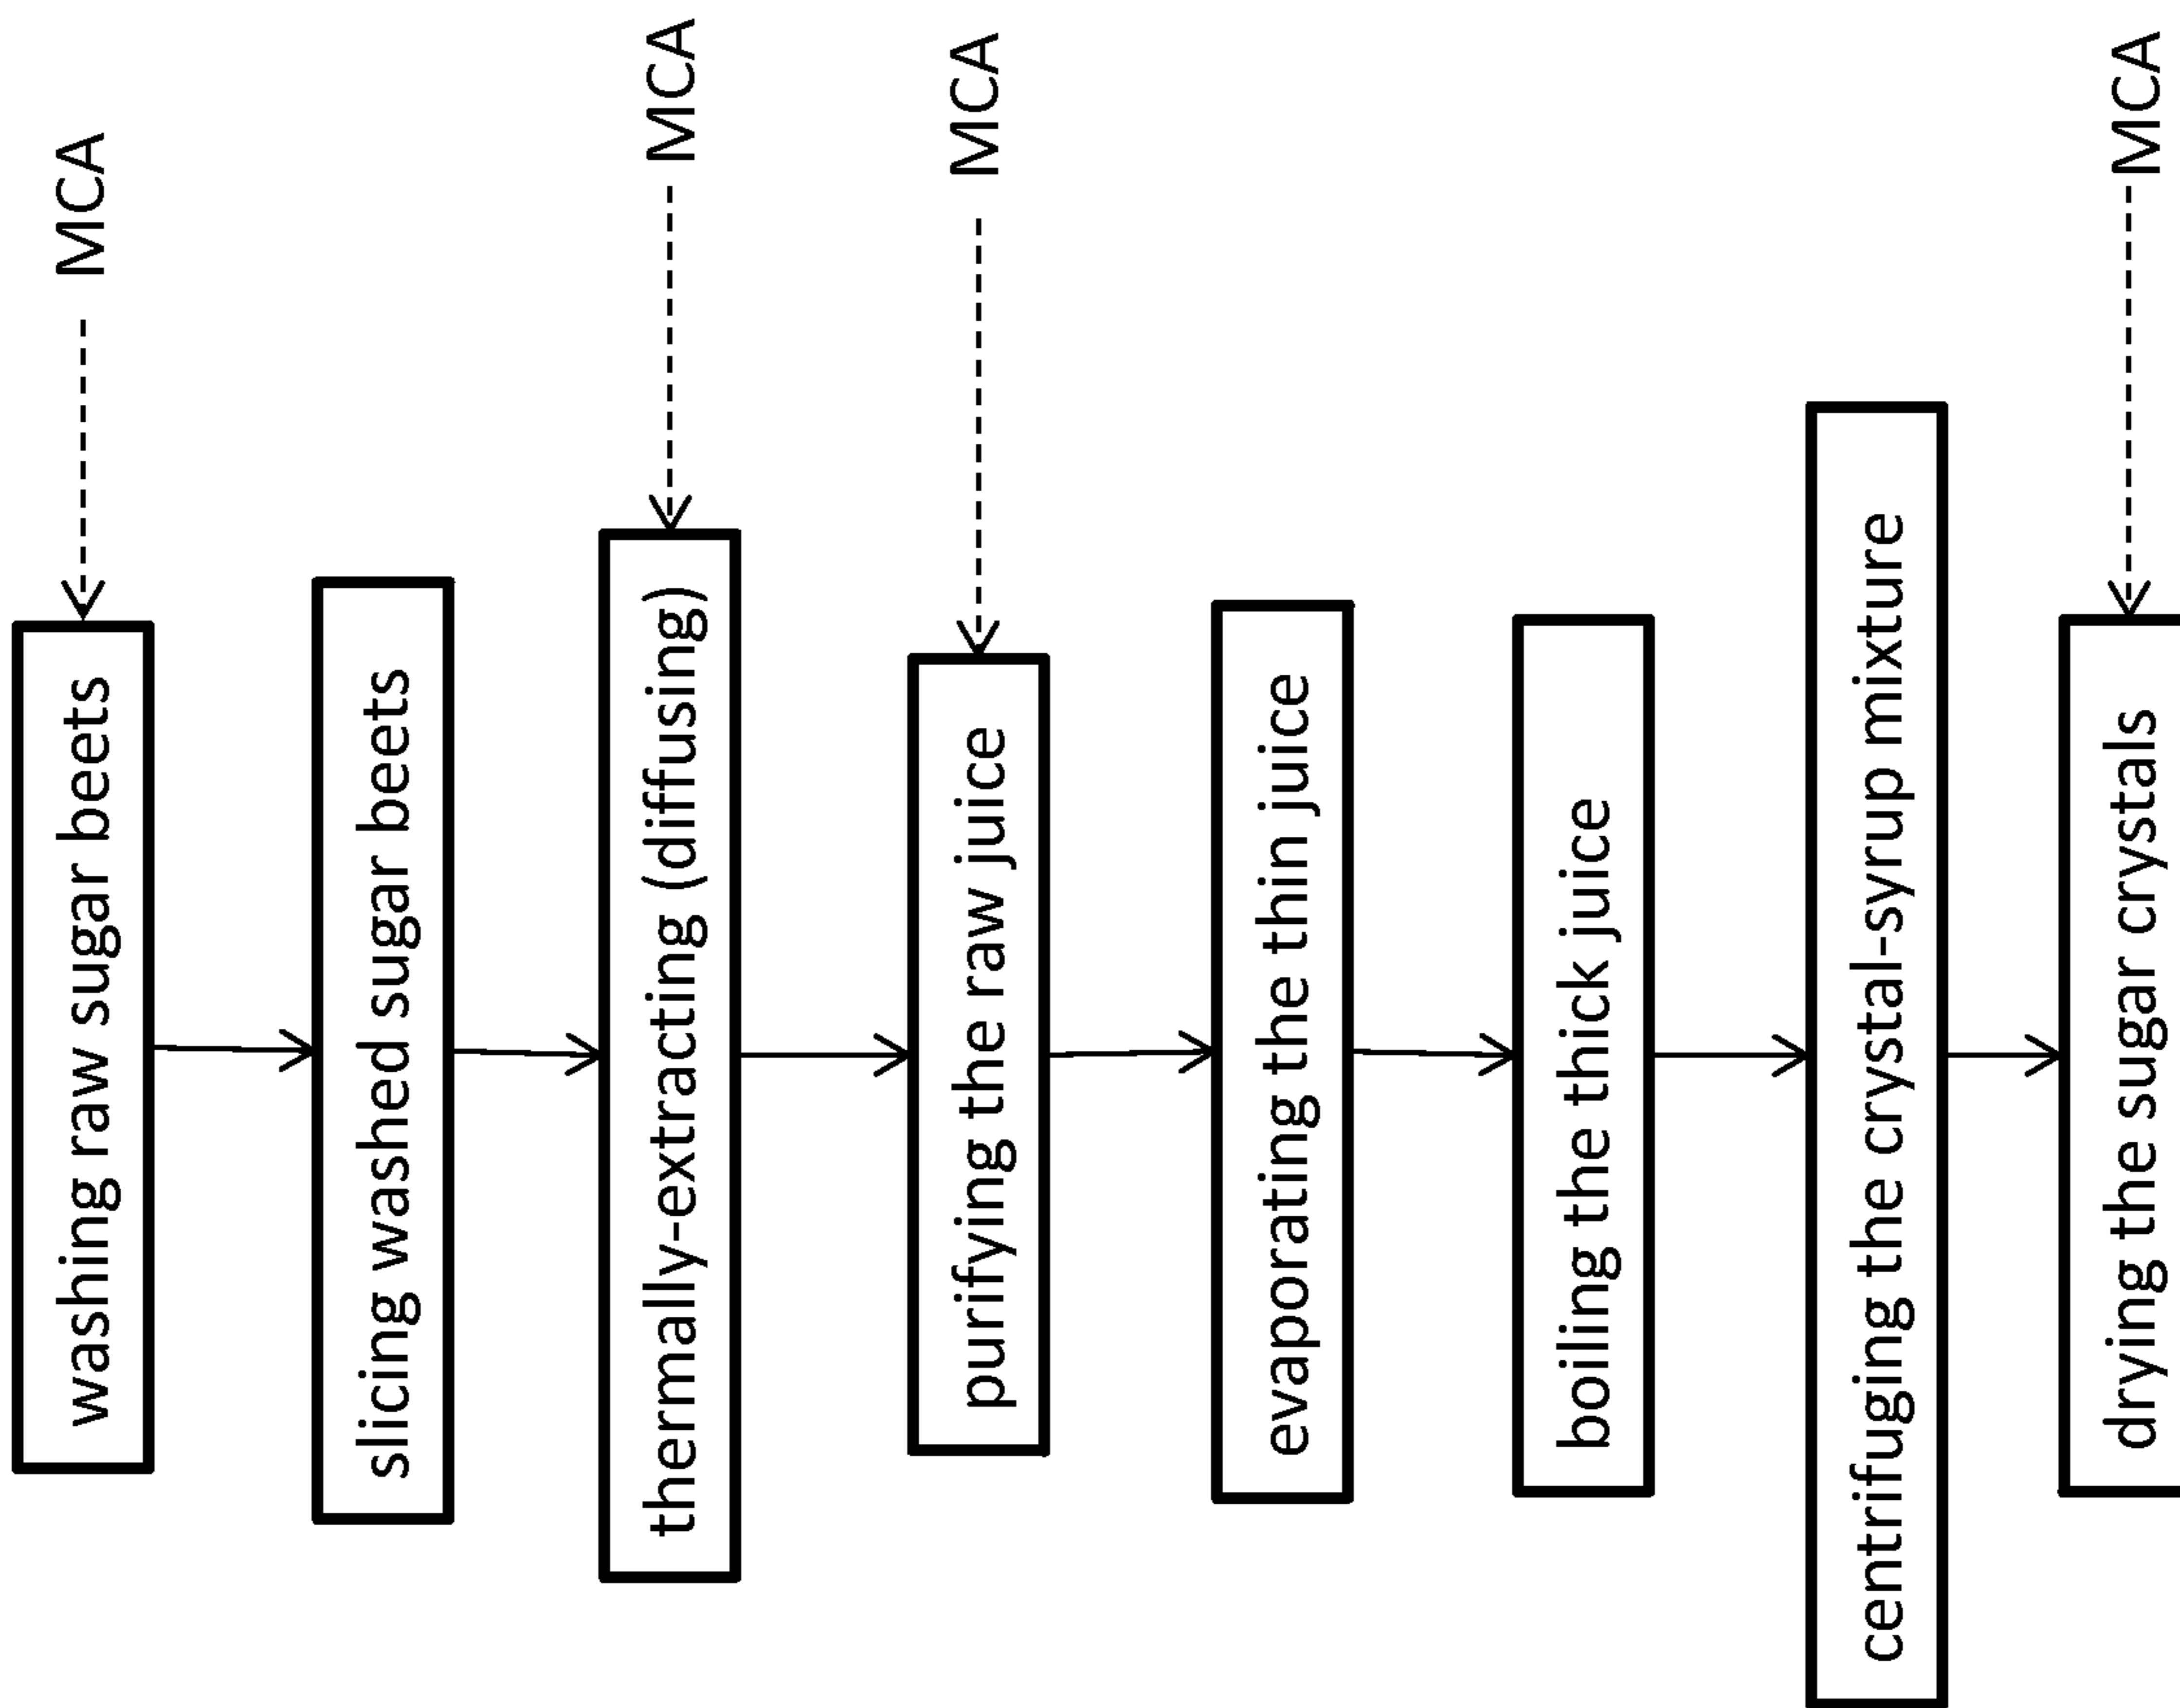 washing raw sugar beets
MCA
slicing washed sugar beets
thermally-extracting (diffusing)
MCA
purifying the raw juice
MCA
evaporating the thin juice
boiling the thick juice
centrifuging the crystal-syrup mixture
drying the sugar crystals
MCA